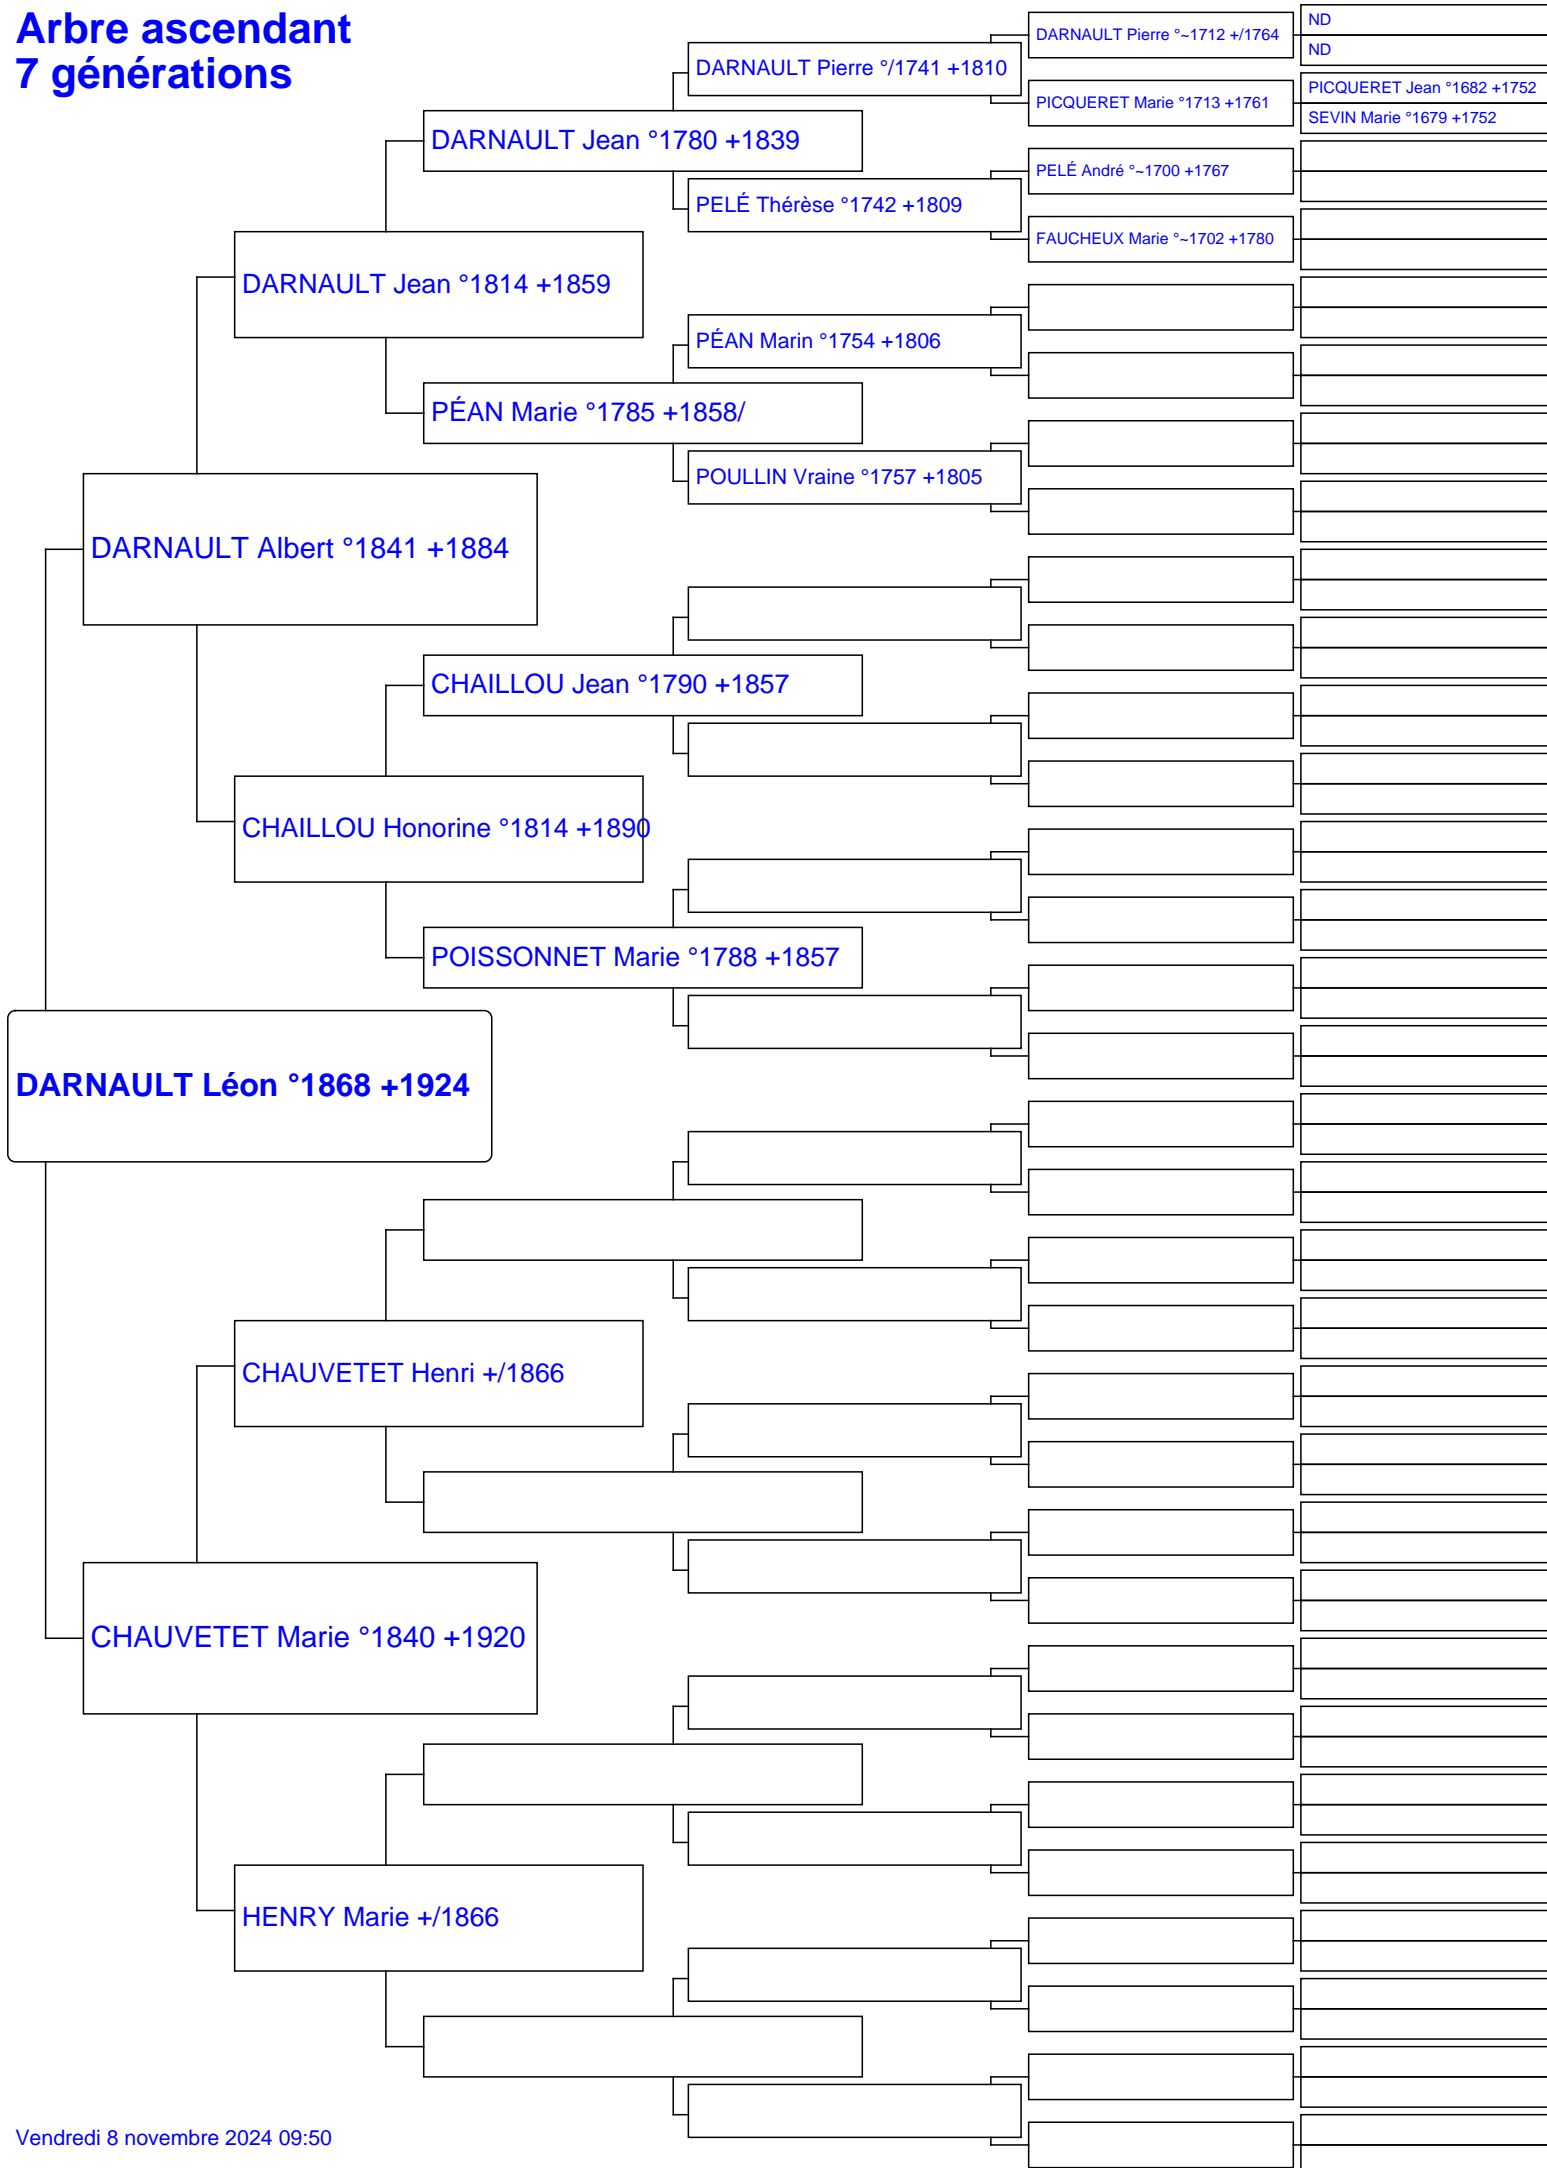 Arbre ascendant
7 générations
DARNAULT Léon °1868 +1924
DARNAULT Albert °1841 +1884
CHAUVETET Marie °1840 +1920
DARNAULT Jean °1814 +1859
CHAILLOU Honorine °1814 +1890
CHAUVETET Henri +/1866
HENRY Marie +/1866
DARNAULT Jean °1780 +1839
PÉAN Marie °1785 +1858/
CHAILLOU Jean °1790 +1857
POISSONNET Marie °1788 +1857
DARNAULT Pierre °/1741 +1810
PELÉ Thérèse °1742 +1809
PÉAN Marin °1754 +1806
POULLIN Vraine °1757 +1805
DARNAULT Pierre °~1712 +/1764
PICQUERET Marie °1713 +1761
PELÉ André °~1700 +1767
FAUCHEUX Marie °~1702 +1780
ND
ND
PICQUERET Jean °1682 +1752
SEVIN Marie °1679 +1752
Vendredi 8 novembre 2024 09:50